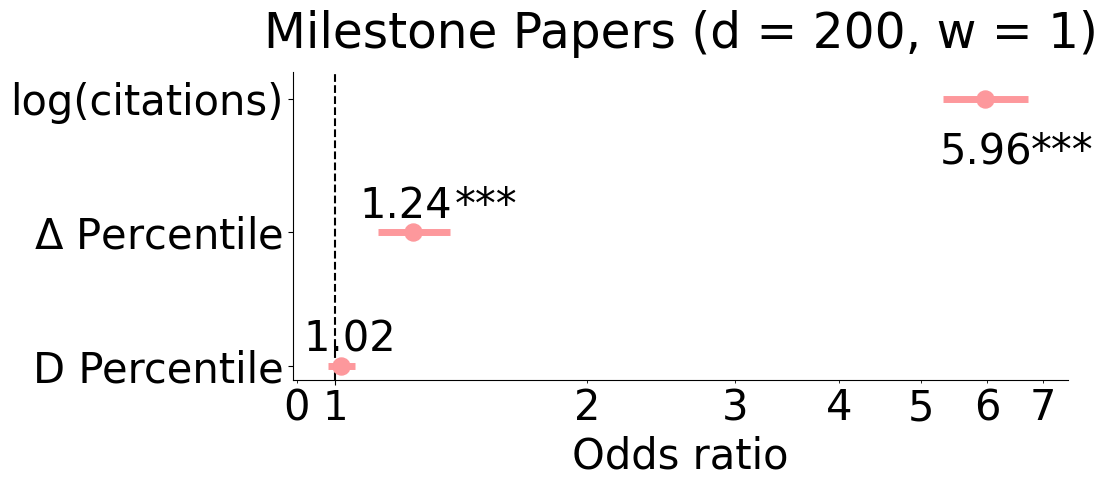 Milestone Papers (d = 200, w = 1)
log(citations)
5.96***
1.24***
Δ Percentile
1.02
D Percentile
0 1 2 3 4 5 6 7
Odds ratio